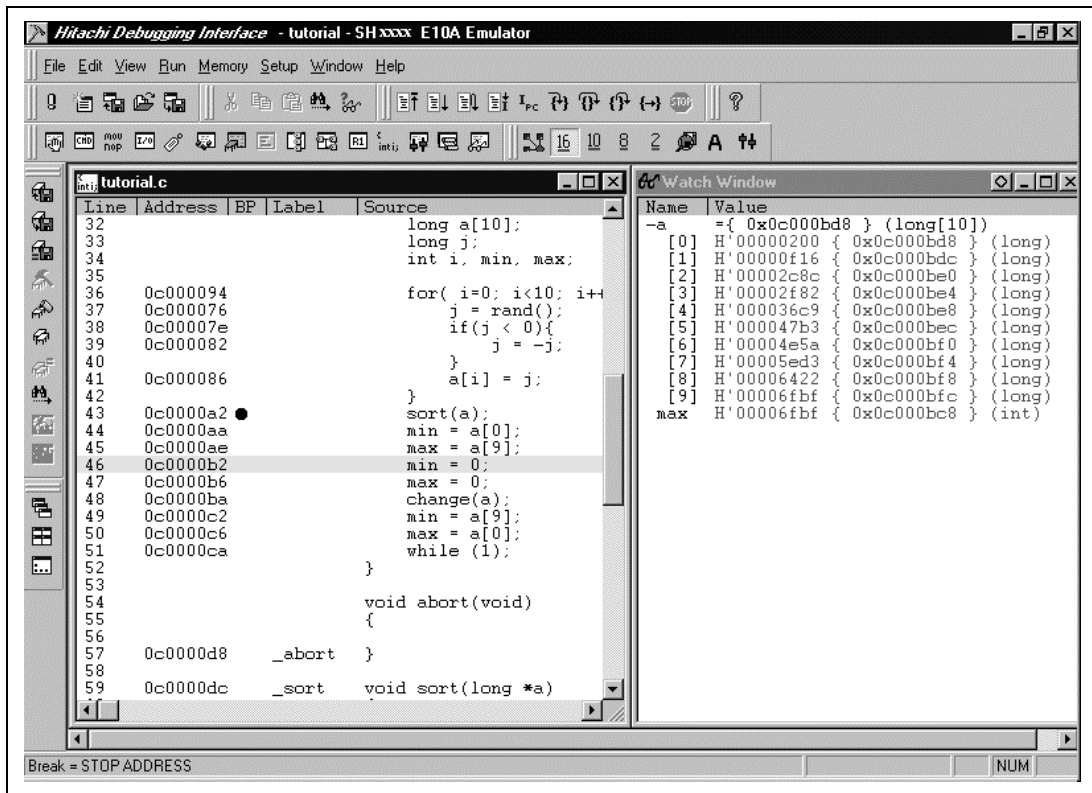 Hitachi Debugging Interface - tutorial - SHxxxx E10A Emulator
File Edit View Run Memory Setup Window Help
16 10 8 2 A
tutorial.c
Line Address BP Label Source
32 long a[10];
33 long j;
34 int i, min, max;
35
36 0c000094 for( i=0; i<10; i++
37 0c000076 j = rand();
38 0c00007e if(j < 0){
39 0c000082 j = -j;
40 }
41 0c000086 a[i] = j;
42 }
43 0c0000a2 ● sort(a);
44 0c0000aa min = a[0];
45 0c0000ae max = a[9];
46 0c0000b2 min = 0;
47 0c0000b6 max = 0;
48 0c0000ba change(a);
49 0c0000c2 min = a[9];
50 0c0000c6 max = a[0];
51 0c0000ca while (1);
52 }
53
54 void abort(void)
55 {
56
57 0c0000d8 _abort }
58
59 0c0000dc _sort void sort(long *a)
Watch Window
Name Value
-a ={ 0x0c000bd8 } (long[10])
[0] H'00000200 { 0x0c000bd8 } (long)
[1] H'00000f16 { 0x0c000bdc } (long)
[2] H'00002c8c { 0x0c000be0 } (long)
[3] H'00002f82 { 0x0c000be4 } (long)
[4] H'000036c9 { 0x0c000be8 } (long)
[5] H'000047b3 { 0x0c000bec } (long)
[6] H'00004e5a { 0x0c000bf0 } (long)
[7] H'00005ed3 { 0x0c000bf4 } (long)
[8] H'00006422 { 0x0c000bf8 } (long)
[9] H'00006fbf { 0x0c000bfc } (long)
max H'00006fbf { 0x0c000bc8 } (int)
Break = STOP ADDRESS
NUM